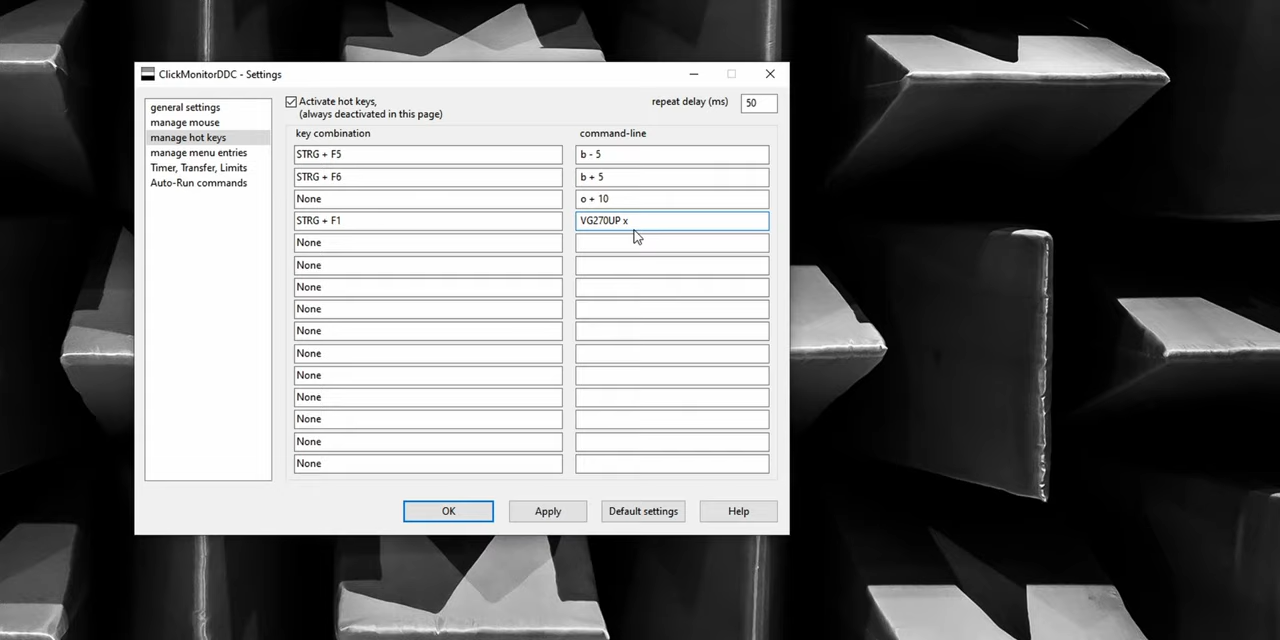 ClickMonitorDDC - Settings
general settings
manage mouse
manage hot keys
manage menu entries
Timer, Transfer, Limits
Auto-Run commands
Activate hot keys,
(always deactivated in this page)
repeat delay (ms) 50
key combination command-line
STRG + F5 b - 5
STRG + F6 b + 5
None o + 10
STRG + F1 VG270UP x
None
None
None
None
None
None
None
None
None
None
None
OK Apply Default settings Help